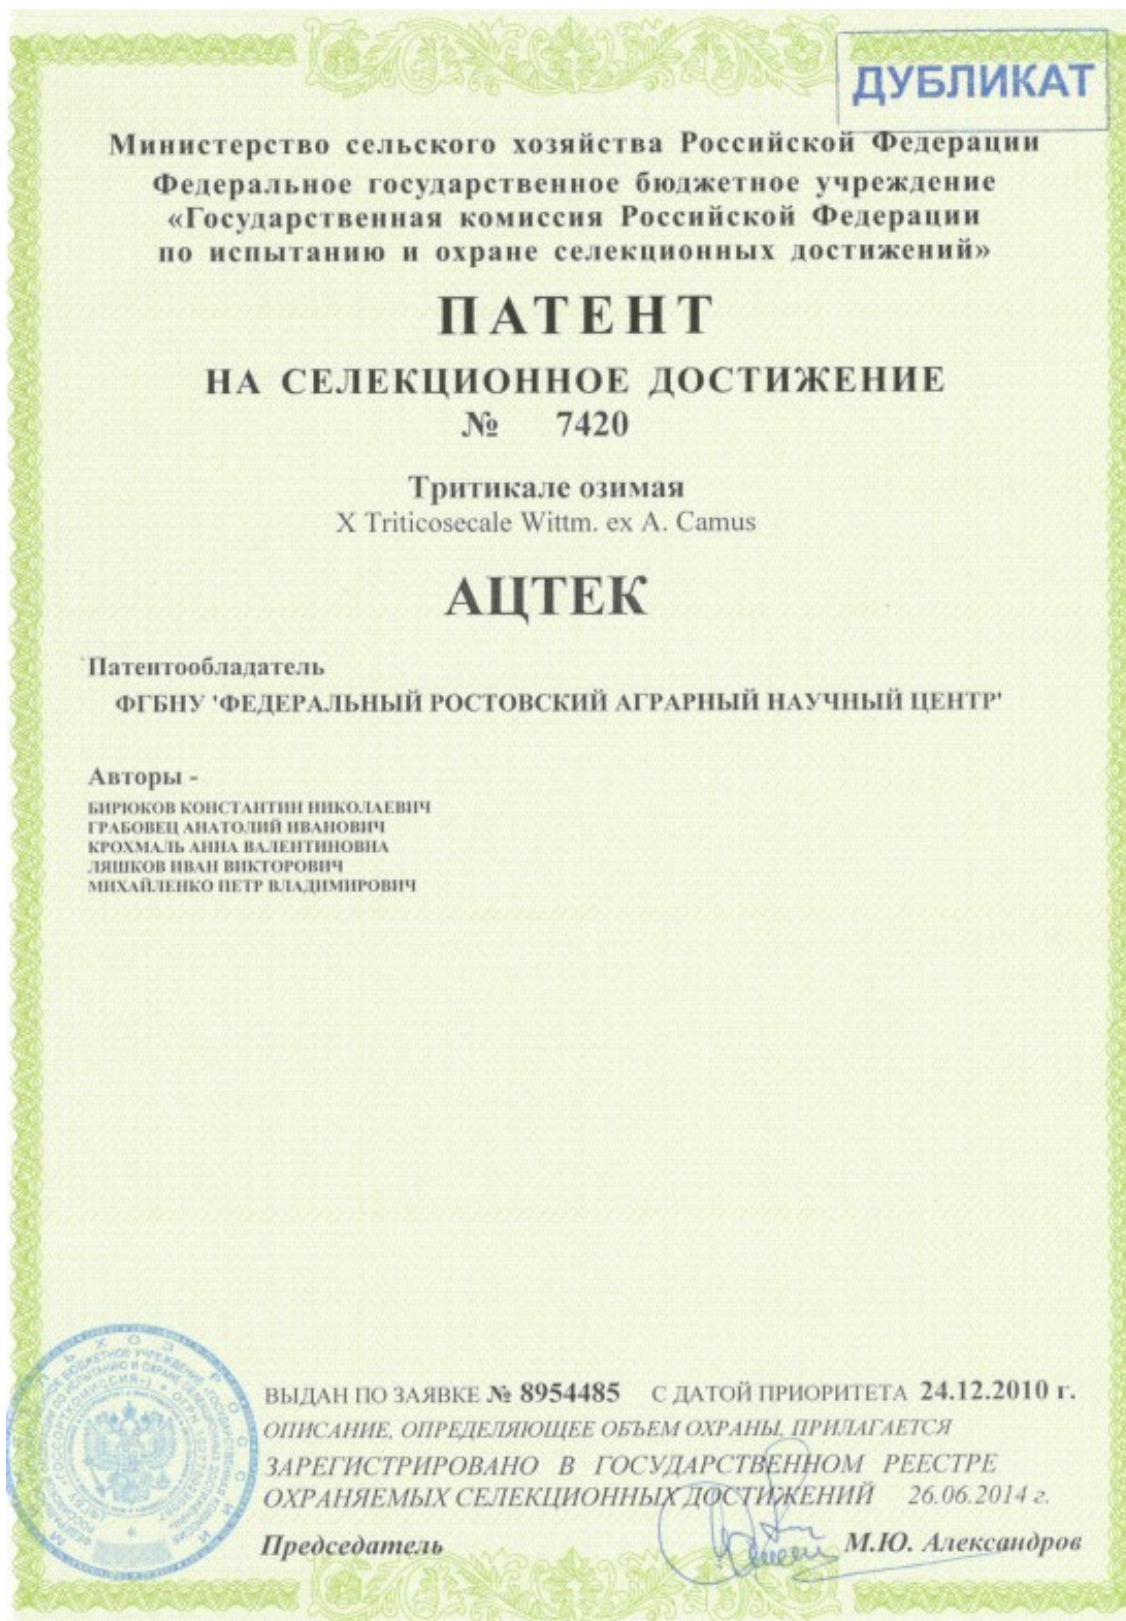 ДУБЛИКАТ
Министерство сельского хозяйства Российской Федерации
Федеральное государственное бюджетное учреждение
«Государственная комиссия Российской Федерации
по испытанию и охране селекционных достижений»
ПАТЕНТ
НА СЕЛЕКЦИОННОЕ ДОСТИЖЕНИЕ
№ 7420
Тритикале озимая
X Triticosecale Wittm. ex A. Camus
АЦТЕК
Патентообладатель
ФГБНУ 'ФЕДЕРАЛЬНЫЙ РОСТОВСКИЙ АГРАРНЫЙ НАУЧНЫЙ ЦЕНТР'
Авторы -
БИРЮКОВ КОНСТАНТИН НИКОЛАЕВИЧ
ГРАБОВЕЦ АНАТОЛИЙ ИВАНОВИЧ
КРОХМАЛЬ АННА ВАЛЕНТИНОВНА
ЛЯШКОВ ИВАН ВИКТОРОВИЧ
МИХАЙЛЕНКО ПЕТР ВЛАДИМИРОВИЧ
ВЫДАН ПО ЗАЯВКЕ № 8954485 С ДАТОЙ ПРИОРИТЕТА 24.12.2010 г.
ОПИСАНИЕ, ОПРЕДЕЛЯЮЩЕЕ ОБЪЕМ ОХРАНЫ, ПРИЛАГАЕТСЯ
ЗАРЕГИСТРИРОВАНО В ГОСУДАРСТВЕННОМ РЕЕСТРЕ
ОХРАНЯЕМЫХ СЕЛЕКЦИОННЫХ ДОСТИЖЕНИЙ 26.06.2014 г.
Председатель М.Ю. Александров